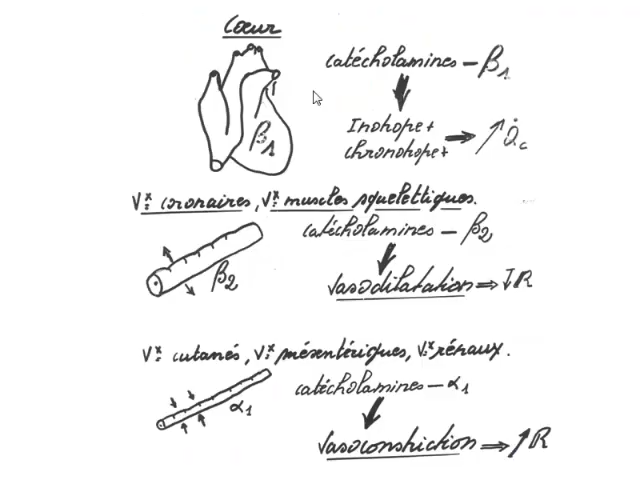 Cœur
catécholamines – β1
β1
Inotrope +
chronotrope + → ↗ Q̇c
Vx coronaires, Vx muscles squelettiques.
catécholamines – β2
β2
Vasodilatation ⇒ ↓ R
Vx cutanés, Vx mésentériques, Vx rénaux.
catécholamines – α1
α1
Vasoconstriction ⇒ ↑ R